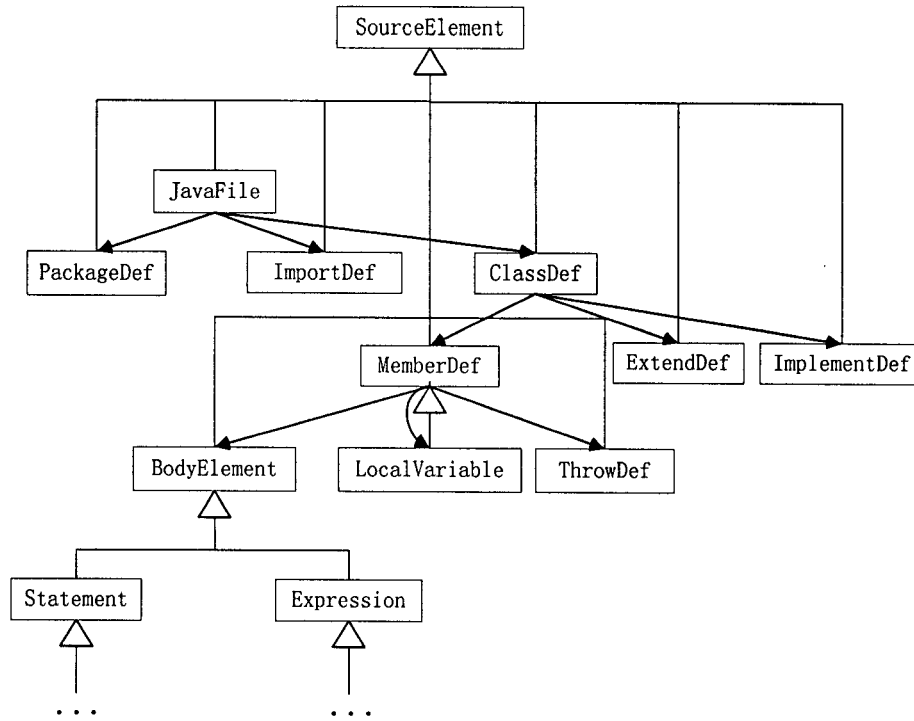 SourceElement
JavaFile
PackageDef
ImportDef
ClassDef
MemberDef
ExtendDef
ImplementDef
BodyElement
LocalVariable
ThrowDef
Statement
Expression
...
...